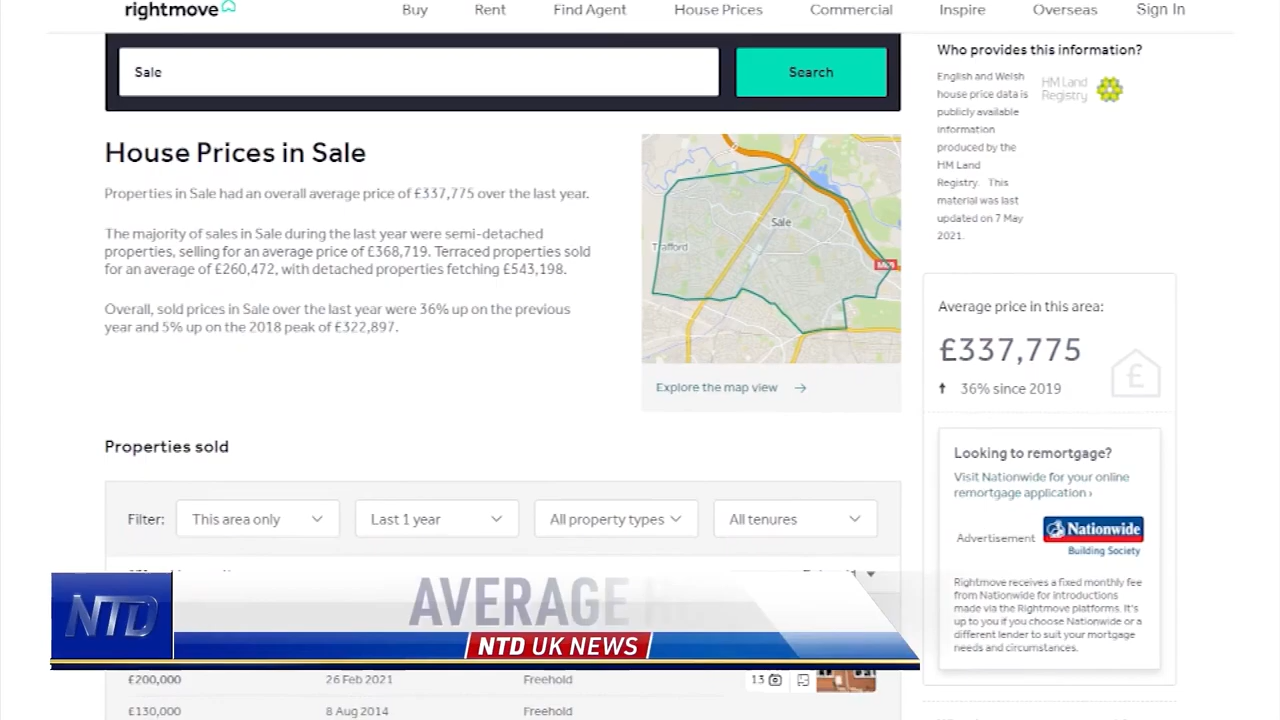 rightmove
Buy
Rent
Find Agent
House Prices
Commercial
Inspire
Overseas
Sign In
Sale
Search
House Prices in Sale
Properties in Sale had an overall average price of £337,775 over the last year.
The majority of sales in Sale during the last year were semi-detached
properties, selling for an average price of £368,719. Terraced properties sold
for an average of £260,472, with detached properties fetching £543,198.
Overall, sold prices in Sale over the last year were 36% up on the previous
year and 5% up on the 2018 peak of £322,897.
Sale
Trafford
Explore the map view →
Who provides this information?
English and Welsh
house price data is
publicly available
information
produced by the
HM Land
Registry. This
material was last
updated on 7 May
2021.
HM Land
Registry
Average price in this area:
£337,775
36% since 2019
£
Looking to remortgage?
Visit Nationwide for your online
remortgage application ›
Advertisement
Nationwide
Building Society
Rightmove receives a fixed monthly fee
from Nationwide for introductions
made via the Rightmove platforms. It's
up to you if you choose Nationwide or a
different lender to suit your mortgage
needs and circumstances.
Properties sold
Filter:
This area only
Last 1 year
All property types
All tenures
NTD
AVERAGE
NTD UK NEWS
£200,000
26 Feb 2021
Freehold
13
£130,000
8 Aug 2014
Freehold